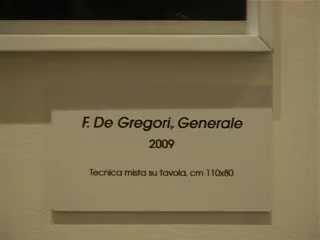 F. De Gregori, Generale
2009
Tecnica mista su tavola, cm 110x80